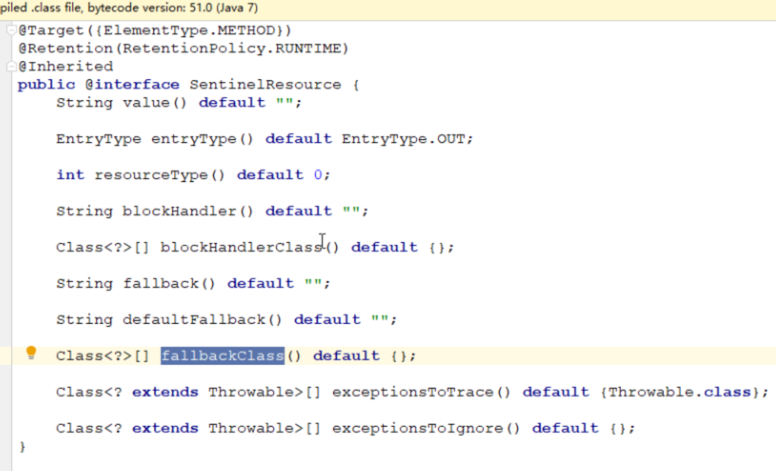 piled .class file, bytecode version: 51.0 (Java 7)
@Target({ElementType.METHOD})
@Retention(RetentionPolicy.RUNTIME)
@Inherited
public @interface SentinelResource {
String value() default "";
EntryType entryType() default EntryType.OUT;
int resourceType() default 0;
String blockHandler() default "";
Class<?>[] blockHandlerClass() default {};
String fallback() default "";
String defaultFallback() default "";
Class<?>[] fallbackClass() default {};
Class<? extends Throwable>[] exceptionsToTrace() default {Throwable.class};
Class<? extends Throwable>[] exceptionsToIgnore() default {};
}